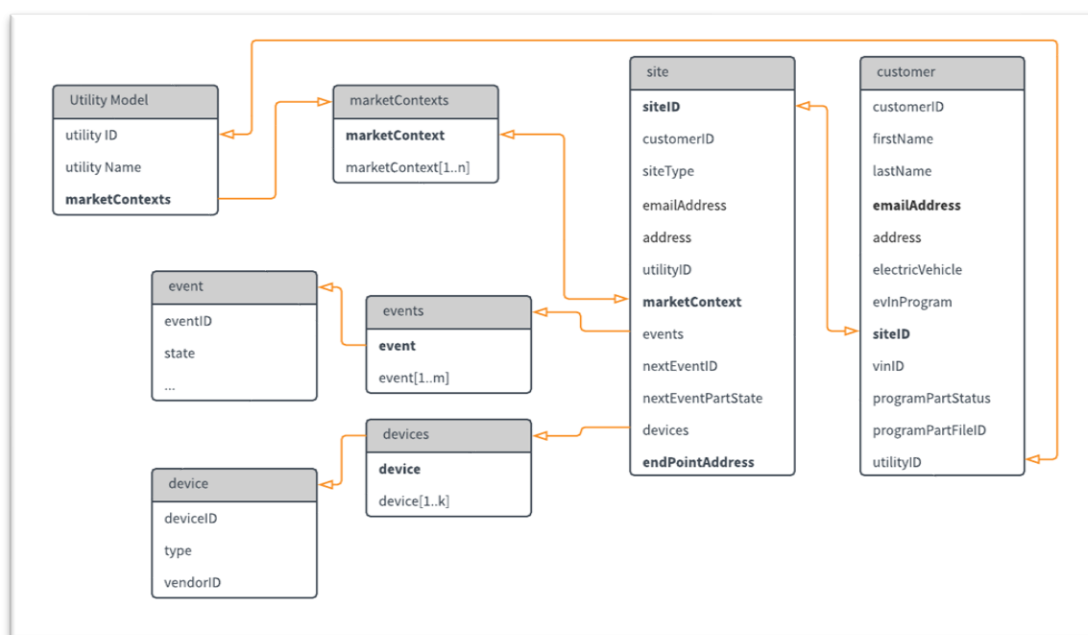 Utility Model
utility ID
utility Name
marketContexts
marketContexts
marketContext
marketContext[1..n]
site
siteID
customerID
siteType
emailAddress
address
utilityID
marketContext
events
nextEventID
nextEventPartState
devices
endPointAddress
customer
customerID
firstName
lastName
emailAddress
address
electricVehicle
evInProgram
siteID
vinID
programPartStatus
programPartFileID
utilityID
event
eventID
state
...
events
event
event[1..m]
devices
device
device[1..k]
device
deviceID
type
vendorID